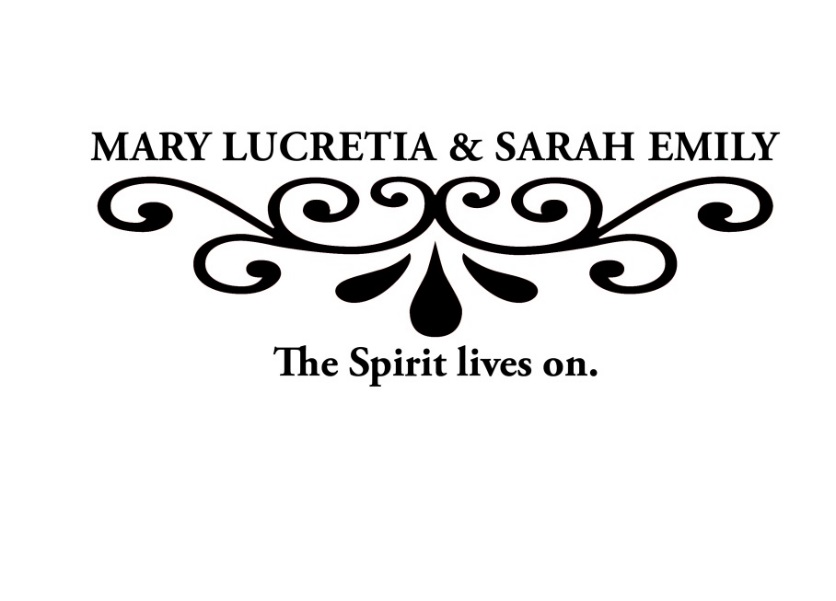 MARY LUCRETIA & SARAH EMILY
The Spirit lives on.